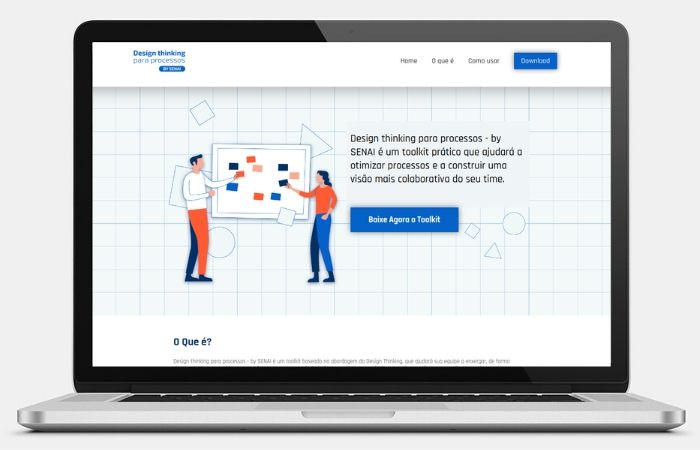 Design thinking
para processos
BY SENAI
Home O que é Como usar Download
Design thinking para processos - by
SENAI é um toolkit prático que ajudará a
otimizar processos e a construir uma
visão mais colaborativa do seu time.
Baixe Agora o Toolkit
O Que é?
Design thinking para processos - by SENAI é um toolkit baseado na abordagem do Design Thinking, que ajudará sua equipe a enxergar, de forma